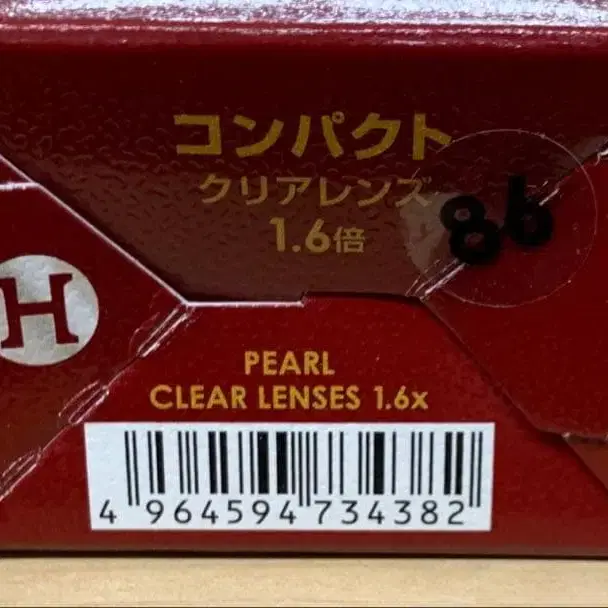 コンパクト
クリアレンズ
1.6倍
86
H
PEARL
CLEAR LENSES 1.6x
4 964594 734382